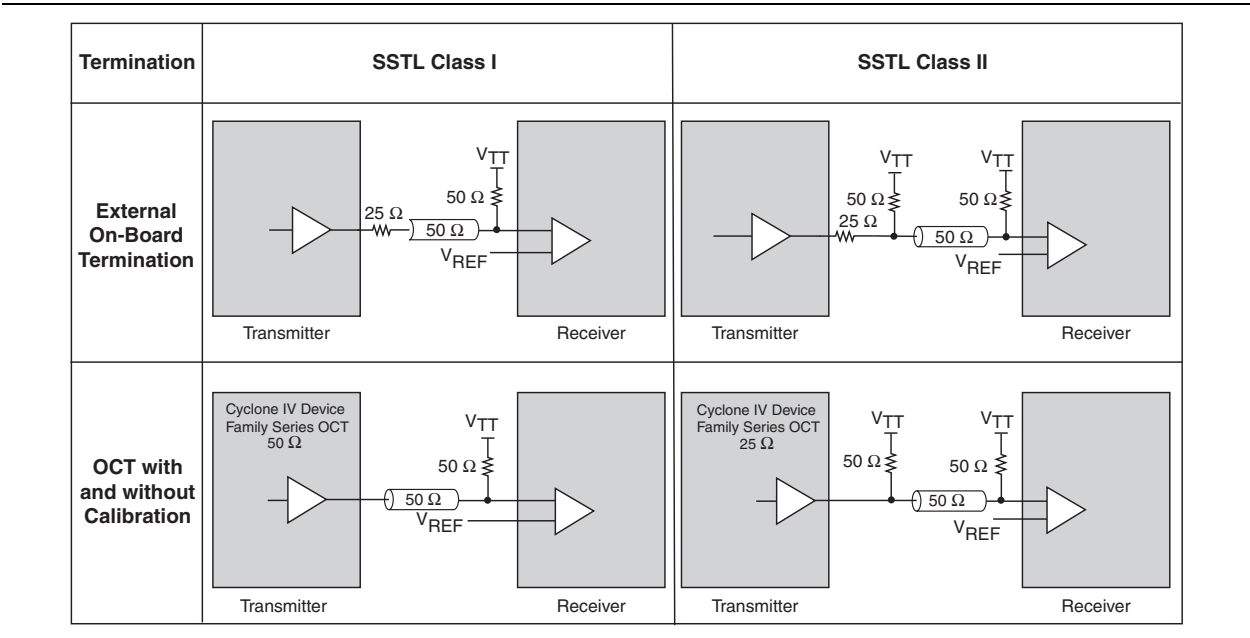 Termination
SSTL Class I
SSTL Class II
External
On-Board
Termination
VTT
50 Ω
25 Ω
50 Ω
VREF
Transmitter
Receiver
VTT
VTT
50 Ω
50 Ω
25 Ω
50 Ω
VREF
Transmitter
Receiver
OCT with
and without
Calibration
Cyclone IV Device
Family Series OCT
50 Ω
VTT
50 Ω
50 Ω
VREF
Transmitter
Receiver
Cyclone IV Device
Family Series OCT
25 Ω
VTT
VTT
50 Ω
50 Ω
50 Ω
VREF
Transmitter
Receiver